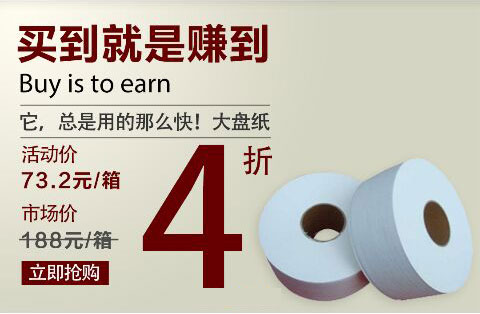 买到就是赚到
Buy is to earn
它，总是用的那么快！大盘纸
活动价
73.2元/箱
市场价
188元/箱
立即抢购
4折